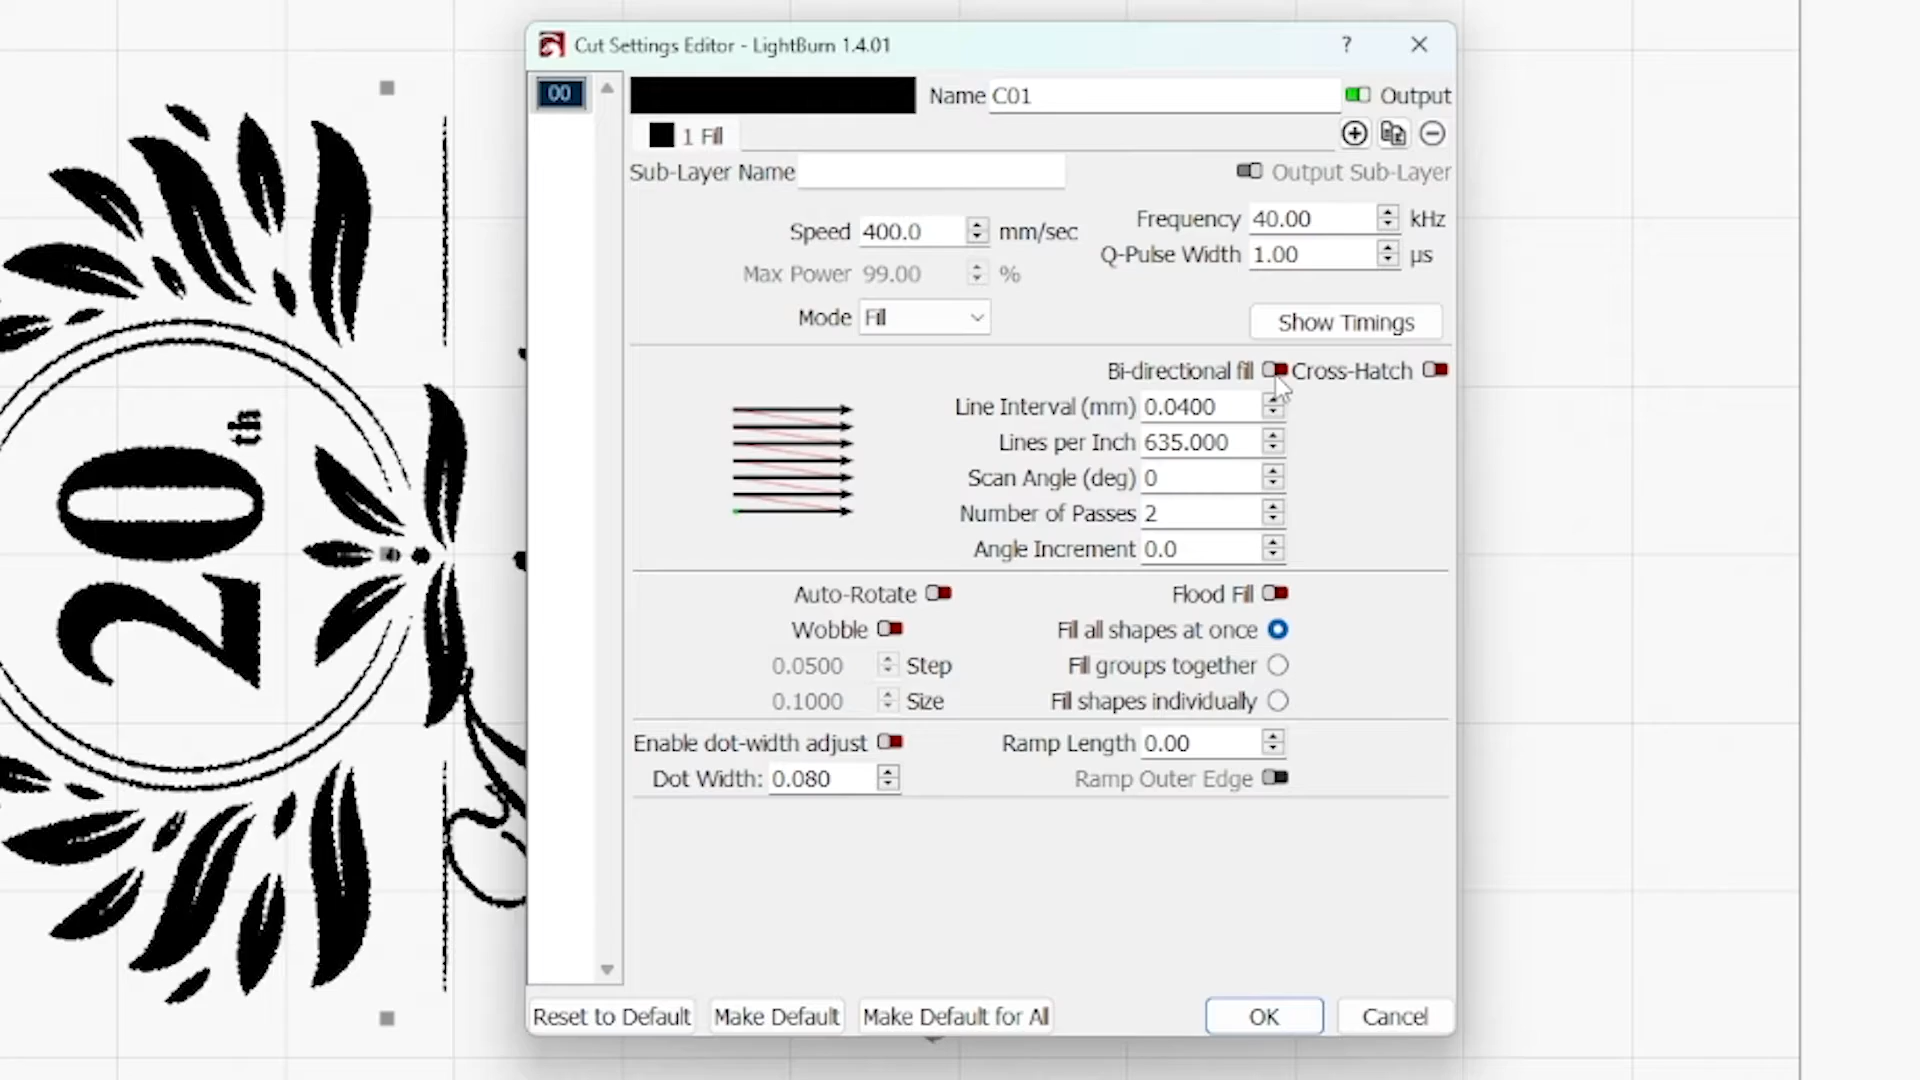 Cut Settings Editor - LightBurn 1.4.01
?
00
Name C01 Output
1 Fill
Sub-Layer Name Output Sub-Layer
Speed 400.0 mm/sec
Frequency 40.00 kHz
Max Power 99.00 %
Q-Pulse Width 1.00 µs
Mode Fill
Show Timings
Bi-directional fill Cross-Hatch
Line Interval (mm) 0.0400
Lines per Inch 635.000
Scan Angle (deg) 0
Number of Passes 2
Angle Increment 0.0
Auto-Rotate Flood Fill
Wobble Fill all shapes at once
0.0500 Step Fill groups together
0.1000 Size Fill shapes individually
Enable dot-width adjust Ramp Length 0.00
Dot Width: 0.080 Ramp Outer Edge
Reset to Default Make Default Make Default for All OK Cancel
20th